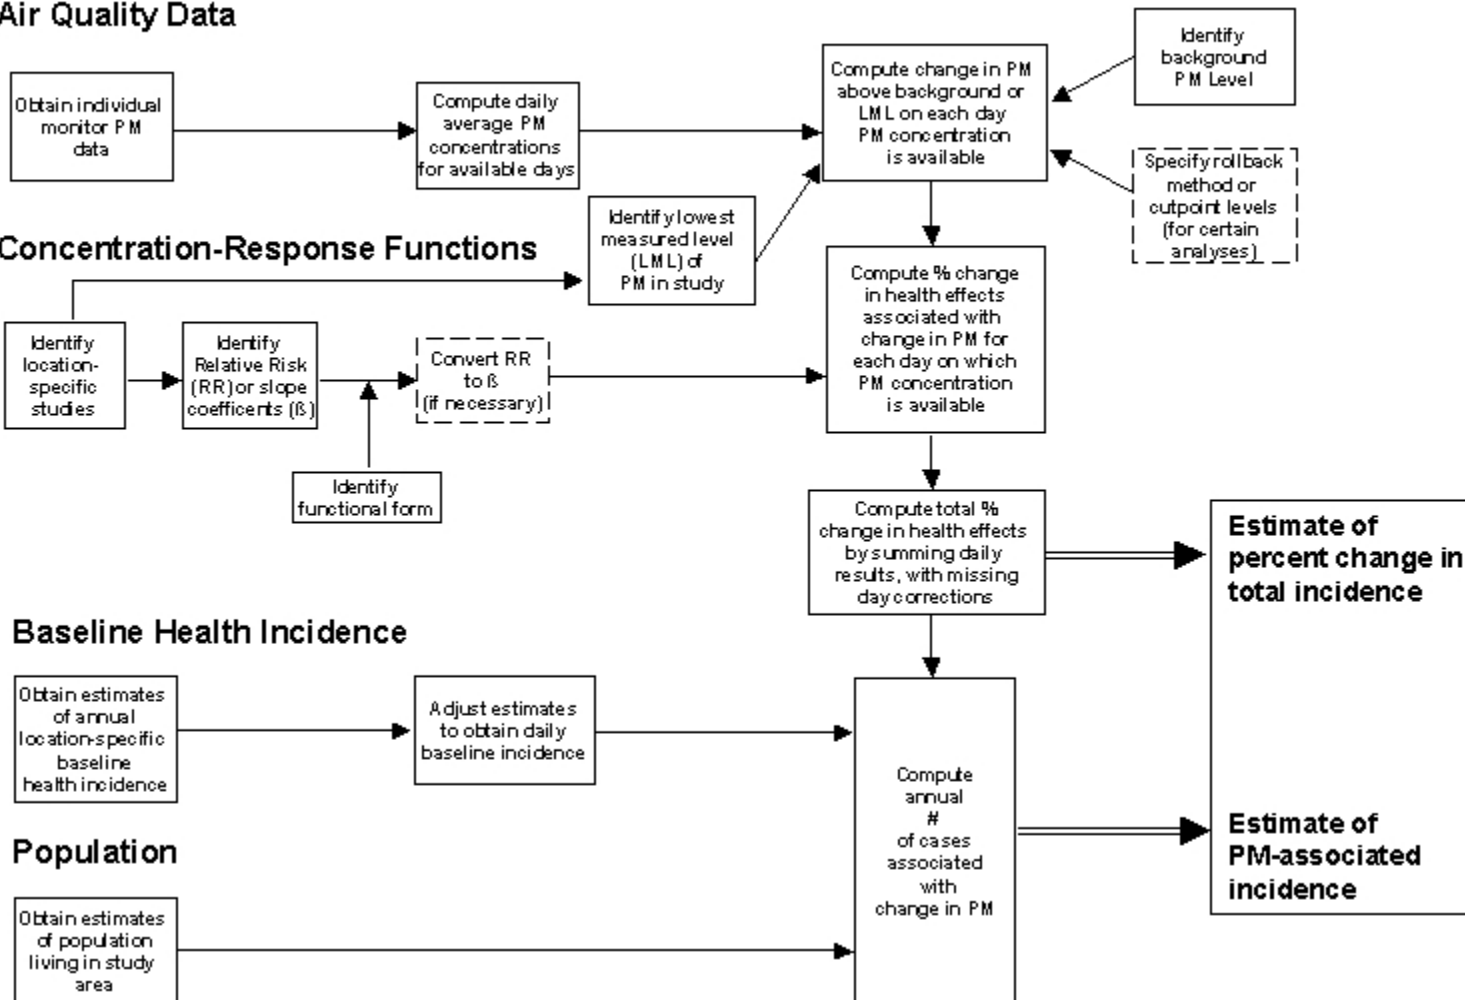 Air Quality Data
Identify
background
PM Level
Compute change in PM
above background or
LML on each day
PM concentration
is available
Obtain individual
monitor PM
data
Compute daily
average PM
concentrations
for available days
Specify rollback
method or
cutpoint levels
(for certain
analyses)
Identify lowest
measured level
(LML) of
PM in study
Concentration-Response Functions
Compute % change
in health effects
associated with
change in PM for
each day on which
PM concentration
is available
Identify
location-
specific
studies
Identify
Relative Risk
(RR) or slope
coefficents (ß)
Convert RR
to ß
(if necessary)
Identify
functional form
Compute total %
change in health effects
by summing daily
results, with missing
day corrections
Estimate of
percent change in
total incidence
Baseline Health Incidence
Obtain estimates
of annual
location-specific
baseline
health incidence
Adjust estimates
to obtain daily
baseline incidence
Compute
annual
#
of cases
associated
with
change in PM
Estimate of
PM-associated
incidence
Population
Obtain estimates
of population
living in study
area